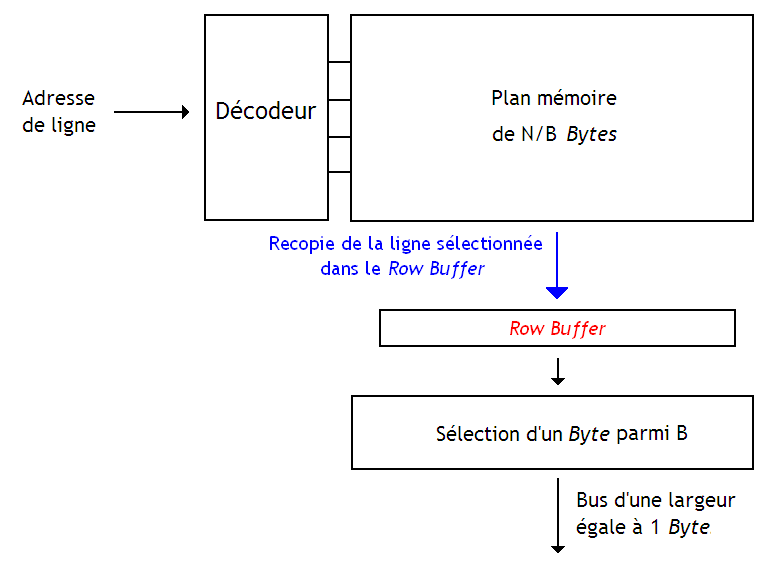 Adresse
de ligne
Décodeur
Plan mémoire
de N/B Bytes
Recopie de la ligne sélectionnée
dans le Row Buffer
Row Buffer
Sélection d'un Byte parmi B
Bus d'une largeur
égale à 1 Byte